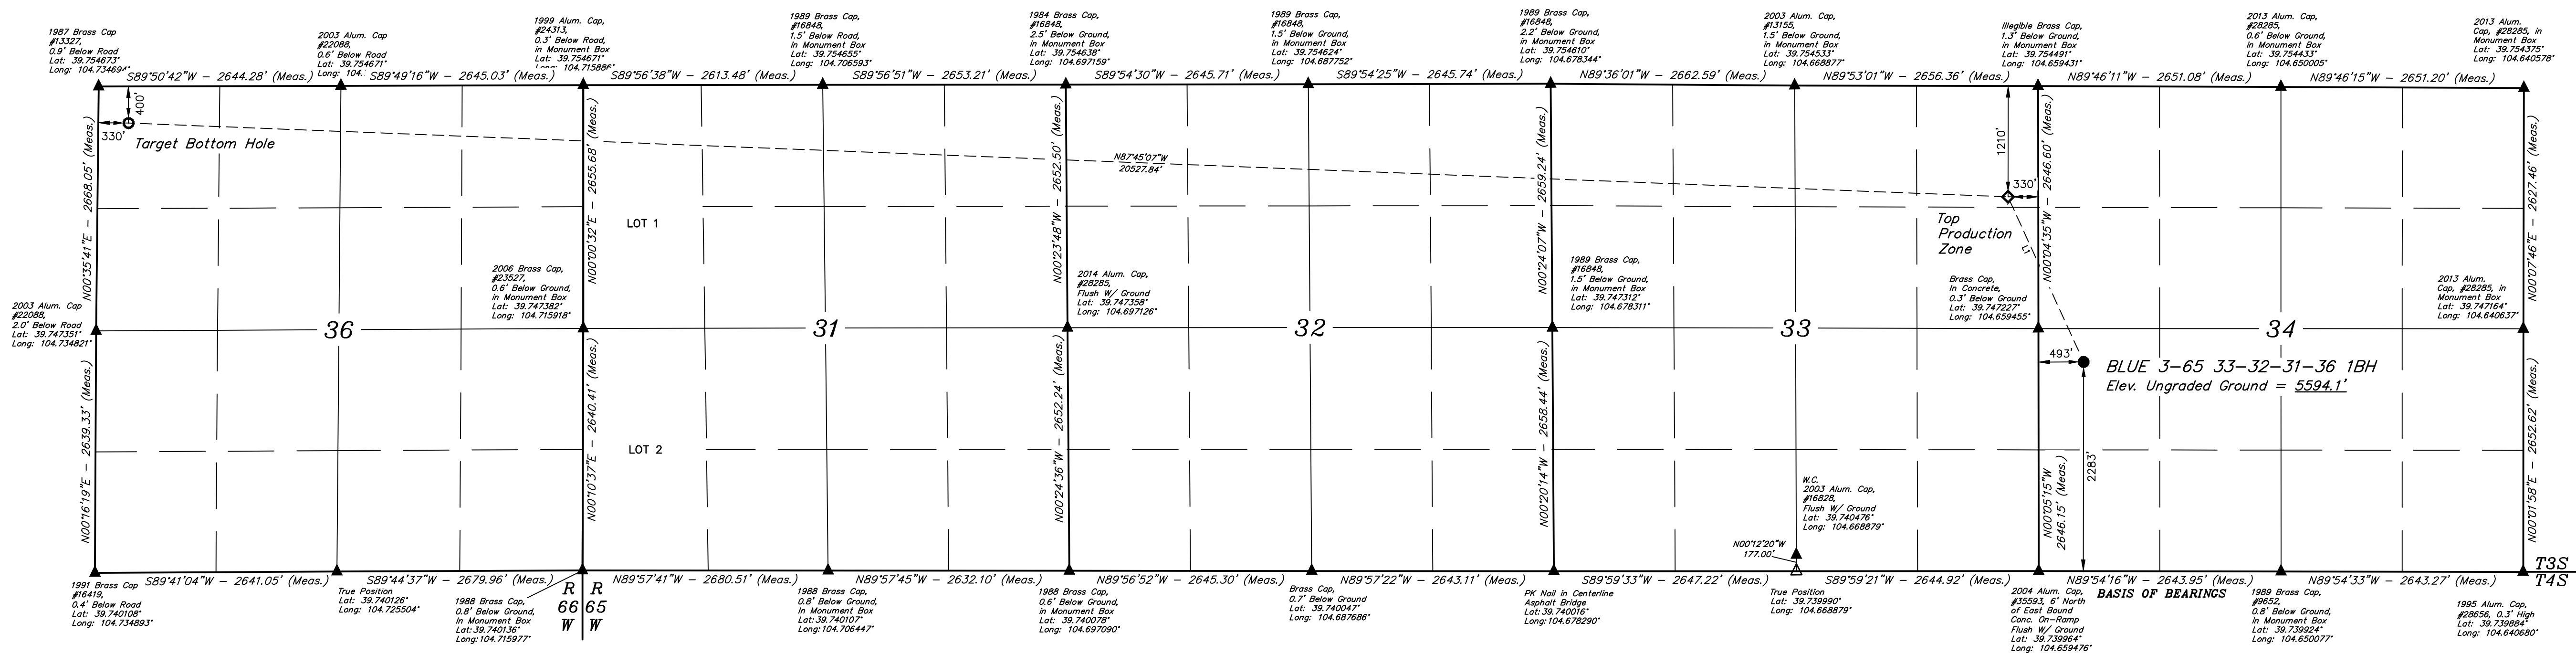 1987 Brass Cap
#13327,
0.9' Below Road
Lat: 39.754673°
Long: 104.734694°
2003 Alum. Cap
#22088,
0.6' Below Road
Lat: 39.754671°
Long: 104.
1999 Alum. Cap,
#24313,
0.3' Below Road,
in Monument Box
Lat: 39.754671°
Long: 104.715886°
1989 Brass Cap,
#16848,
1.5' Below Road,
in Monument Box
Lat: 39.754655°
Long: 104.706593°
1984 Brass Cap,
#16848,
2.5' Below Ground,
in Monument Box
Lat: 39.754638°
Long: 104.697159°
1989 Brass Cap,
#16848,
1.5' Below Ground,
in Monument Box
Lat: 39.754624°
Long: 104.687752°
1989 Brass Cap,
#16848,
2.2' Below Ground,
in Monument Box
Lat: 39.754610°
Long: 104.678344°
2003 Alum. Cap,
#13155,
1.5' Below Ground,
in Monument Box
Lat: 39.754533°
Long: 104.668877°
Illegible Brass Cap,
1.3' Below Ground,
in Monument Box
Lat: 39.754491°
Long: 104.659431°
2013 Alum. Cap,
#28285,
0.6' Below Ground,
in Monument Box
Lat: 39.754433°
Long: 104.650005°
2013 Alum.
Cap, #28285, in
Monument Box
Lat: 39.754375°
Long: 104.640578°
S89°50'42"W - 2644.28' (Meas.)
S89°49'16"W - 2645.03' (Meas.)
S89°56'38"W - 2613.48' (Meas.)
S89°56'51"W - 2653.21' (Meas.)
S89°54'30"W - 2645.71' (Meas.)
S89°54'25"W - 2645.74' (Meas.)
N89°36'01"W - 2662.59' (Meas.)
N89°53'01"W - 2656.36' (Meas.)
N89°46'11"W - 2651.08' (Meas.)
N89°46'15"W - 2651.20' (Meas.)
400'
330'
Target Bottom Hole
N87°45'07"W
20527.84'
1210'
330'
Top
Production
Zone
L1
N00°35'41"E - 2668.05' (Meas.)
N00°00'32"E - 2655.68' (Meas.)
N00°23'48"W - 2652.50' (Meas.)
N00°24'07"W - 2659.24' (Meas.)
N00°04'35"W - 2646.60' (Meas.)
N00°07'46"E - 2627.46' (Meas.)
LOT 1
2003 Alum. Cap
#22088,
2.0' Below Road
Lat: 39.747351°
Long: 104.734821°
2006 Brass Cap,
#23527,
0.6' Below Ground,
in Monument Box
Lat: 39.747382°
Long: 104.715918°
2014 Alum. Cap,
#28285,
Flush W/ Ground
Lat: 39.747358°
Long: 104.697126°
1989 Brass Cap,
#16848,
1.5' Below Ground,
in Monument Box
Lat: 39.747312°
Long: 104.678311°
Brass Cap,
In Concrete,
0.3' Below Ground
Lat: 39.747227°
Long: 104.659455°
2013 Alum.
Cap, #28285, in
Monument Box
Lat: 39.747164°
Long: 104.640637°
36
31
32
33
34
493'
BLUE 3-65 33-32-31-36 1BH
Elev. Ungraded Ground = 5594.1'
2283'
N00°16'19"E - 2639.33' (Meas.)
N00°10'37"E - 2640.41' (Meas.)
N00°24'36"W - 2652.24' (Meas.)
N00°20'14"W - 2658.44' (Meas.)
N00°05'15"W
2646.15' (Meas.)
N00°01'58"E - 2652.62' (Meas.)
LOT 2
W.C.
2003 Alum. Cap,
#16828,
Flush W/ Ground
Lat: 39.740476°
Long: 104.668879°
N00°12'20"W
177.00'
T3S
T4S
S89°41'04"W - 2641.05' (Meas.)
S89°44'37"W - 2679.96' (Meas.)
N89°57'41"W - 2680.51' (Meas.)
N89°57'45"W - 2632.10' (Meas.)
N89°56'52"W - 2645.30' (Meas.)
N89°57'22"W - 2643.11' (Meas.)
S89°59'33"W - 2647.22' (Meas.)
S89°59'21"W - 2644.92' (Meas.)
N89°54'16"W - 2643.95' (Meas.)
N89°54'33"W - 2643.27' (Meas.)
BASIS OF BEARINGS
1991 Brass Cap
#16419,
0.4' Below Road
Lat: 39.740108°
Long: 104.734893°
True Position
Lat: 39.740126°
Long: 104.725504°
1988 Brass Cap,
0.8' Below Ground,
In Monument Box
Lat:39.740136°
Long:104.715977°
R R
66 65
W W
1988 Brass Cap,
0.8' Below Ground,
In Monument Box
Lat:39.740107°
Long:104.706447°
1988 Brass Cap,
0.6' Below Ground,
in Monument Box
Lat: 39.740078°
Long: 104.697090°
Brass Cap,
0.7' Below Ground
Lat: 39.740047°
Long: 104.687686°
PK Nail in Centerline
Asphalt Bridge
Lat:39.740016°
Long:104.678290°
True Position
Lat: 39.739990°
Long: 104.668879°
2004 Alum. Cap,
#35593, 6' North
of East Bound
Conc. On-Ramp
Flush W/ Ground
Lat: 39.739964°
Long: 104.659476°
1989 Brass Cap,
#9652,
0.8' Below Ground,
in Monument Box
Lat: 39.739924°
Long: 104.650077°
1995 Alum. Cap,
#28656, 0.3' High
Lat: 39.739884°
Long: 104.640680°